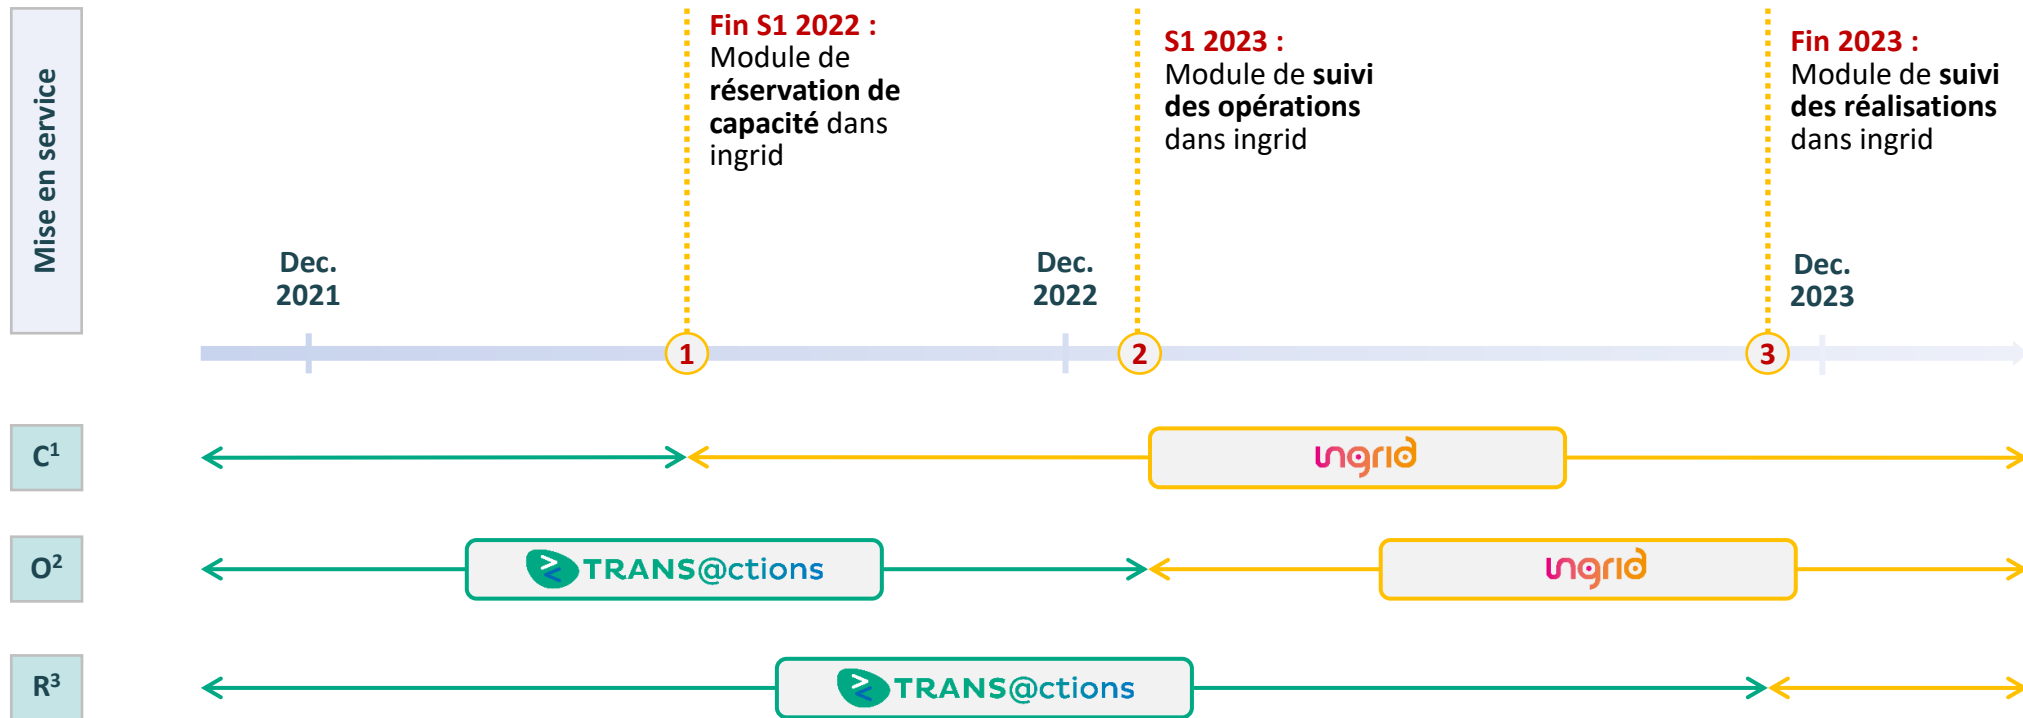 Mise en service
Fin S1 2022 :
Module de
réservation de
capacité dans
ingrid
S1 2023 :
Module de suivi
des opérations
dans ingrid
Fin 2023 :
Module de suivi
des réalisations
dans ingrid
Dec.
2021
Dec.
2022
Dec.
2023
1
2
3
C¹
ingrid
O²
TRANS@ctions
ingrid
R³
TRANS@ctions